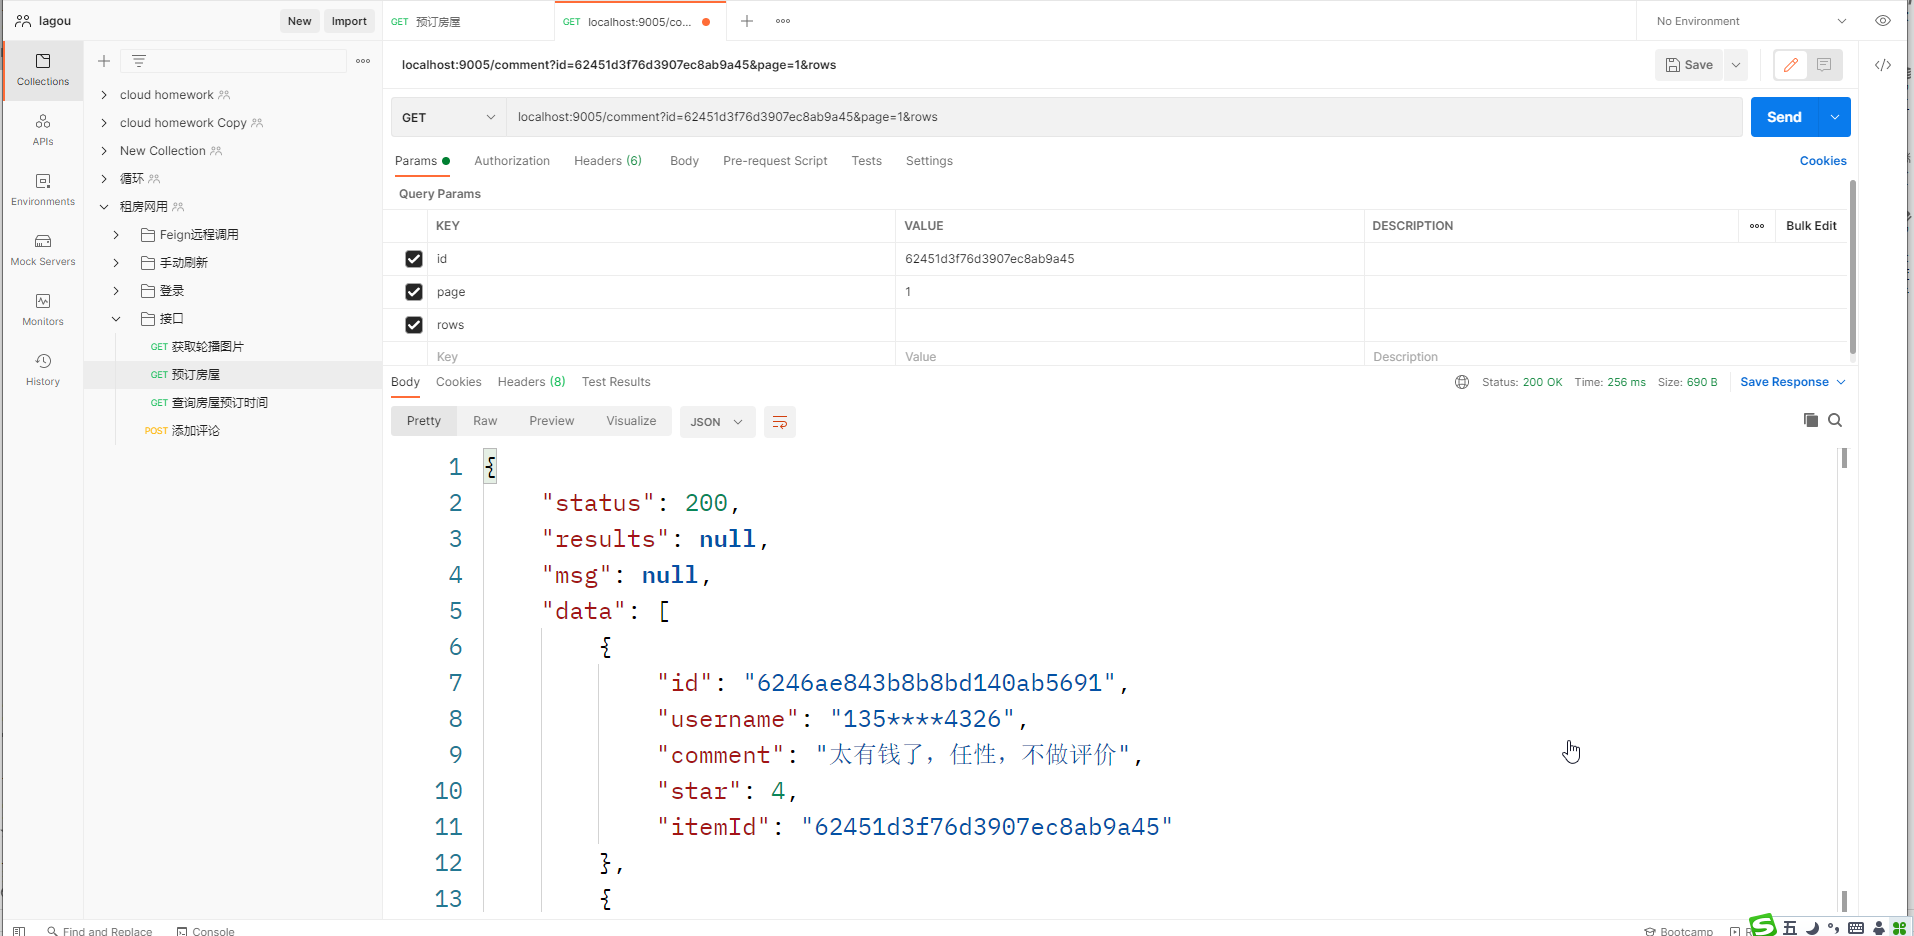 lagou
New
Import
GET 预订房屋
GET localhost:9005/co...
No Environment
Collections
APIs
Environments
Mock Servers
Monitors
History
cloud homework
cloud homework Copy
New Collection
循环
租房网用
Feign远程调用
手动刷新
登录
接口
GET 获取轮播图片
GET 预订房屋
GET 查询房屋预订时间
POST 添加评论
localhost:9005/comment?id=62451d3f76d3907ec8ab9a45&page=1&rows
Save
GET localhost:9005/comment?id=62451d3f76d3907ec8ab9a45&page=1&rows
Send
Params Authorization Headers (6) Body Pre-request Script Tests Settings
Cookies
Query Params
KEY VALUE DESCRIPTION
Bulk Edit
id 62451d3f76d3907ec8ab9a45
page 1
rows
Key Value Description
Body Cookies Headers (8) Test Results
Status: 200 OK Time: 256 ms Size: 690 B
Save Response
Pretty Raw Preview Visualize JSON
1 {
2 "status": 200,
3 "results": null,
4 "msg": null,
5 "data": [
6 {
7 "id": "6246ae843b8b8bd140ab5691",
8 "username": "135****4326",
9 "comment": "太有钱了，任性，不做评价",
10 "star": 4,
11 "itemId": "62451d3f76d3907ec8ab9a45"
12 },
13 {
Find and Replace
Console
Bootcamp
五